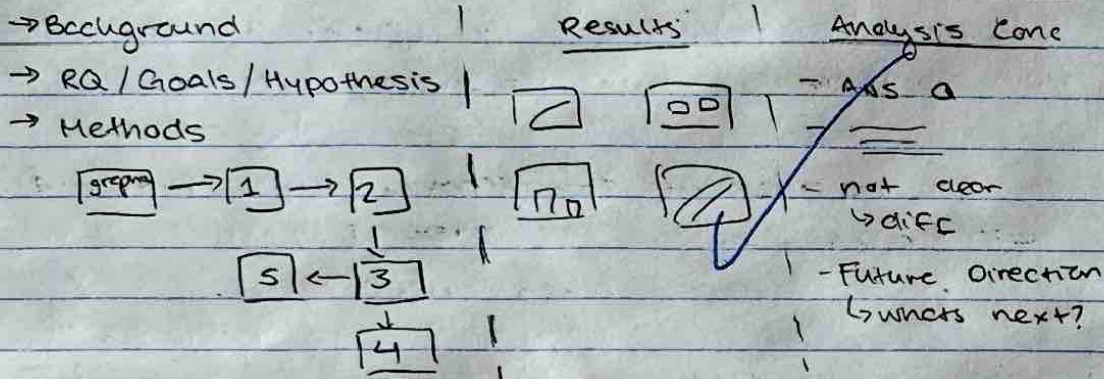 → Background
→ RQ / Goals / Hypothesis
→ Methods
1 → 2
5 ← 3
4
Results
Analysis Conc
- ANS Q
- not clear
↳ diff
- Future Direction
↳ whats next?